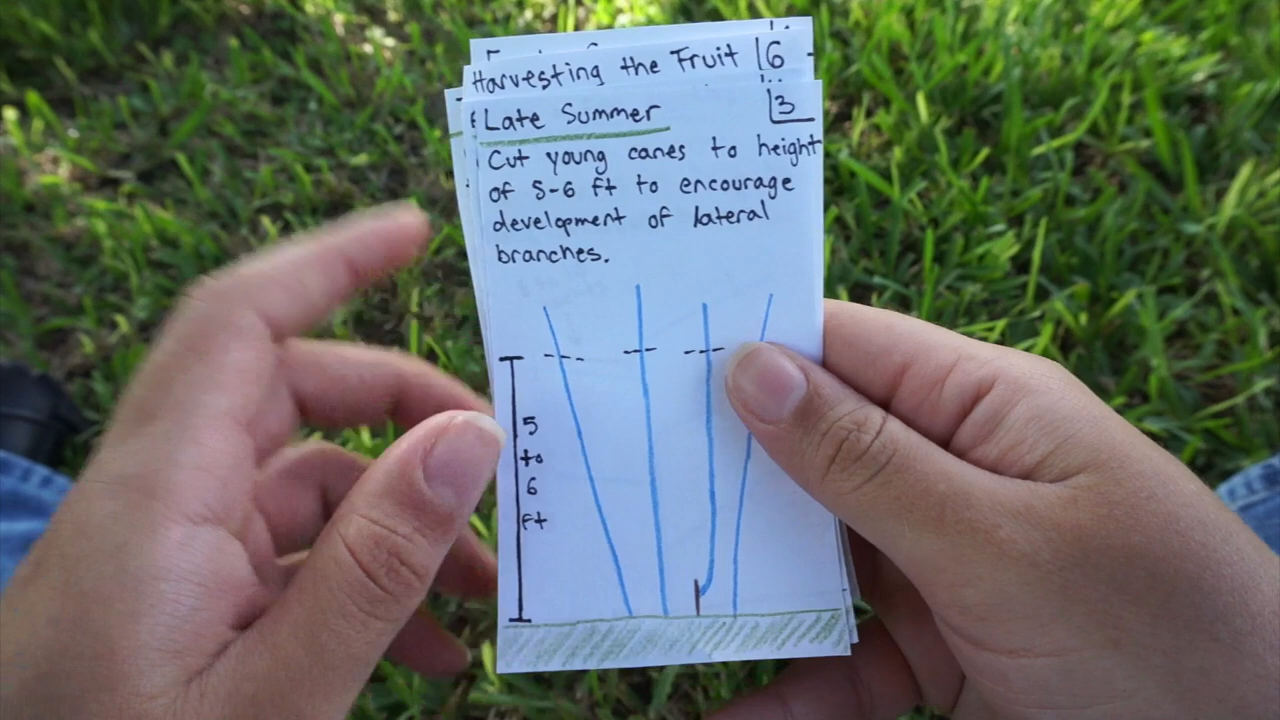 Harvesting the Fruit 6
Late Summer 3
Cut young canes to height
of 5-6 ft to encourage
development of lateral
branches.
5
to
6
ft